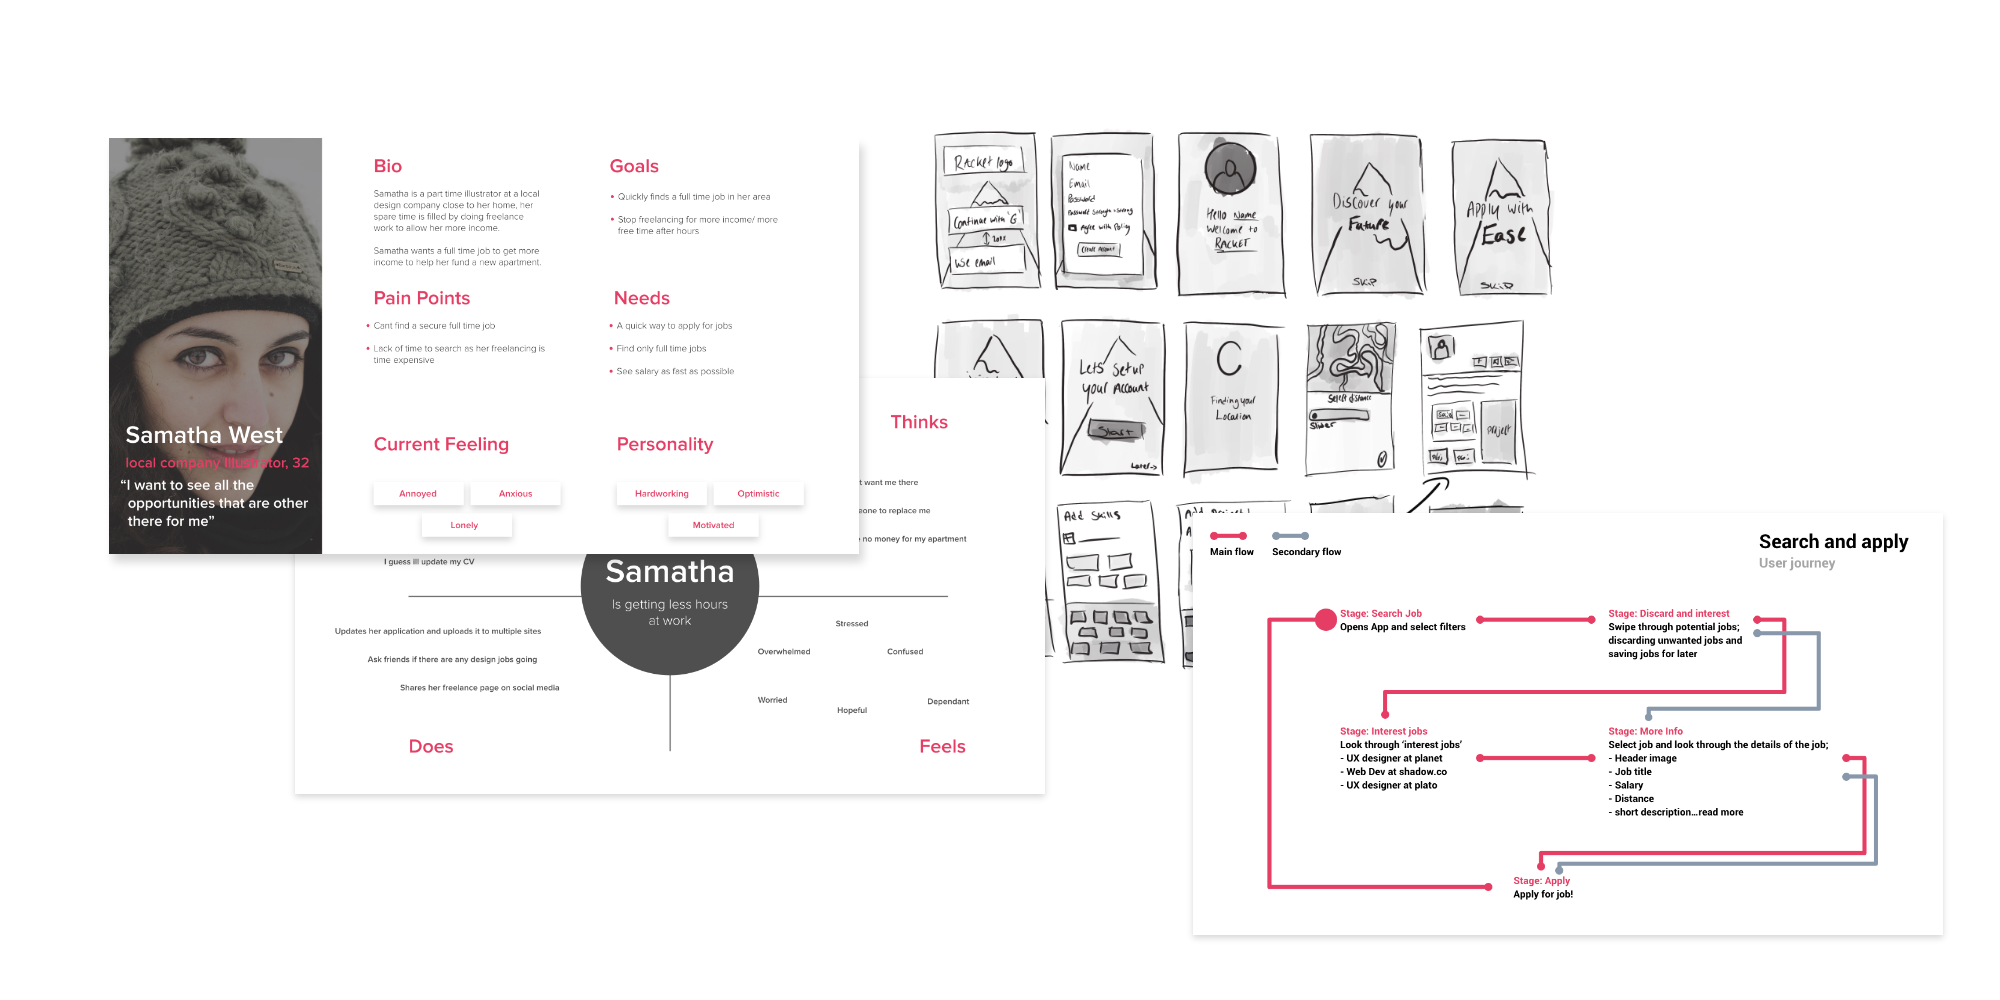 Samatha West
local company illustrator, 32
“I want to see all the
opportunities that are other
there for me”
Bio
Samatha is a part time illustrator at a local
design company close to her home, her
spare time is filled by doing freelance
work to allow her more income.
Samatha wants a full time job to get more
income to help her fund a new apartment.
Goals
• Quickly finds a full time job in her area
• Stop freelancing for more income/ more
free time after hours
Pain Points
• Cant find a secure full time job
• Lack of time to search as her freelancing is
time expensive
Needs
• A quick way to apply for jobs
• Find only full time jobs
• See salary as fast as possible
Current Feeling
Annoyed
Anxious
Lonely
Personality
Hardworking
Optimistic
Motivated
Thinks
t want me there
one to replace me
no money for my apartment
I guess ill update my CV
Samatha
Is getting less hours
at work
Updates her application and uploads it to multiple sites
Ask friends if there are any design jobs going
Shares her freelance page on social media
Does
Stressed
Overwhelmed
Confused
Worried
Hopeful
Dependant
Feels
Racket logo
Continue with 'G'
Use email
Name
Email
Password
Password Strength - strong
Agree with Policy
Create Account
Hello Name
Welcome to
RACKET
Discover your
Future
SKIP
Apply with
Ease
SKIP
Lets Setup
your Account
Start
Later->
Finding your
Location
Select distance
Slider
project
Add Skills
Add Project
Main flow
Secondary flow
Search and apply
User journey
Stage: Search Job
Opens App and select filters
Stage: Discard and interest
Swipe through potential jobs;
discarding unwanted jobs and
saving jobs for later
Stage: Interest jobs
Look through ‘interest jobs’
- UX designer at planet
- Web Dev at shadow.co
- UX designer at plato
Stage: More Info
Select job and look through the details of the job;
- Header image
- Job title
- Salary
- Distance
- short description...read more
Stage: Apply
Apply for job!